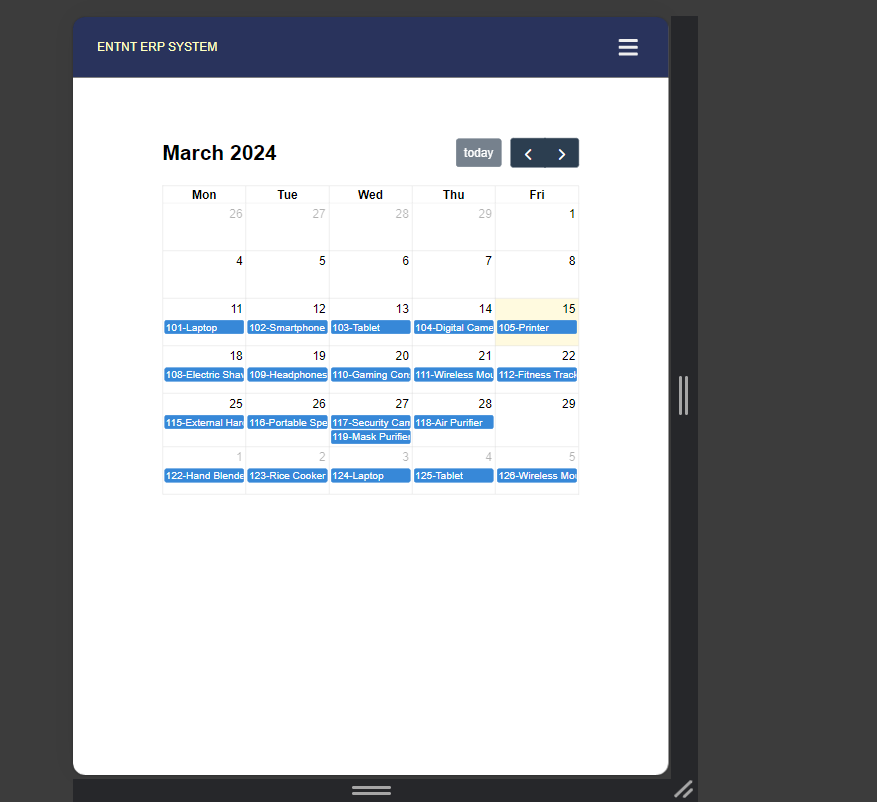 ENTNT ERP SYSTEM
March 2024
today
Mon Tue Wed Thu Fri
26 27 28 29 1
4 5 6 7 8
11 12 13 14 15
101-Laptop 102-Smartphone 103-Tablet 104-Digital Came 105-Printer
18 19 20 21 22
108-Electric Shav 109-Headphones 110-Gaming Con 111-Wireless Mou 112-Fitness Track
25 26 27 28 29
115-External Hard 116-Portable Spe 117-Security Cam 118-Air Purifier
119-Mask Purifier
1 2 3 4 5
122-Hand Blende 123-Rice Cooker 124-Laptop 125-Tablet 126-Wireless Mou